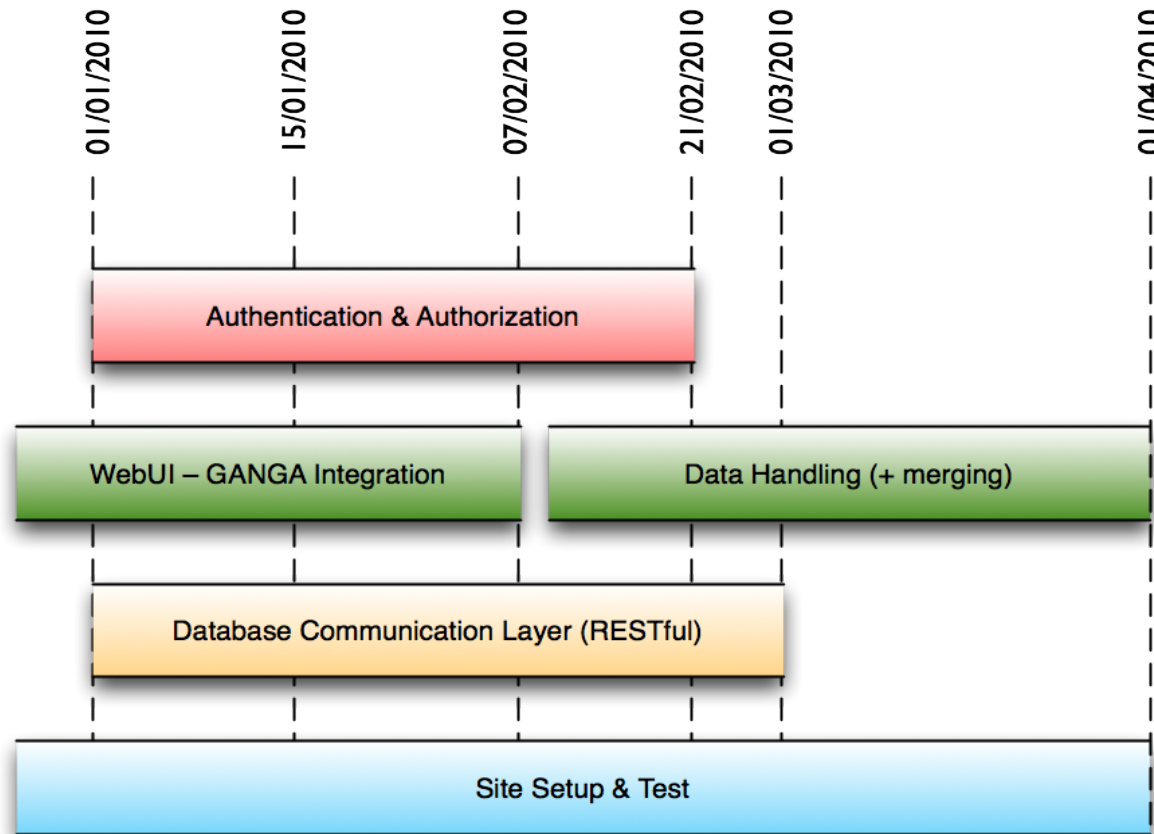 01/01/2010
15/01/2010
07/02/2010
21/02/2010
01/03/2010
01/04/2010
Authentication & Authorization
WebUI – GANGA Integration
Data Handling (+ merging)
Database Communication Layer (RESTful)
Site Setup & Test